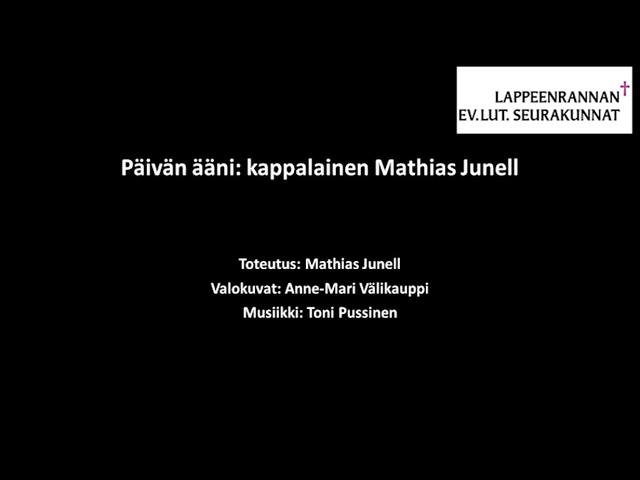 LAPPEENRANNAN
EV.LUT. SEURAKUNNAT
Päivän ääni: kappalainen Mathias Junell
Toteutus: Mathias Junell
Valokuvat: Anne-Mari Välikauppi
Musiikki: Toni Pussinen